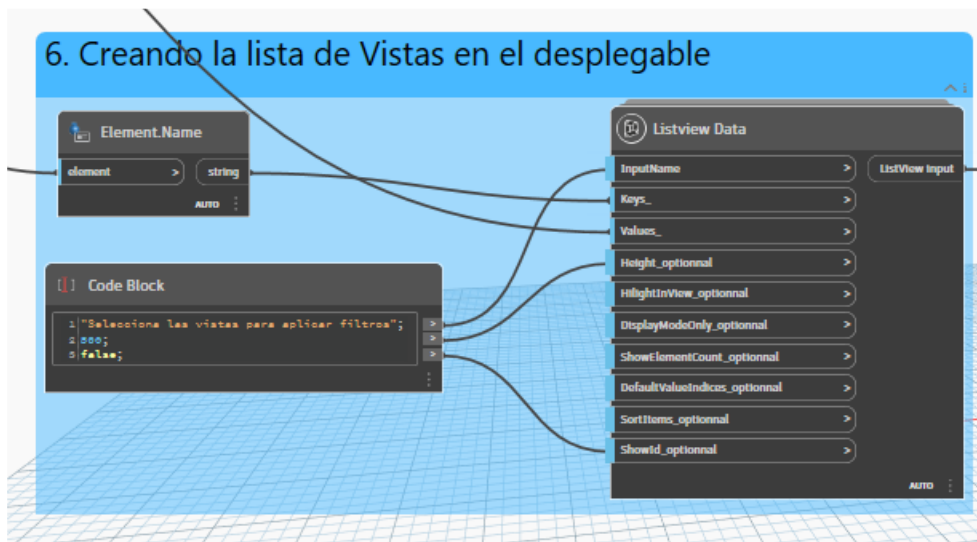 6. Creando la lista de Vistas en el desplegable
Element.Name
element >
string
AUTO
Code Block
1 "Seleccione las vistas para aplicar filtros"; >
2 >
3 false; >
Listview Data
InputName >
ListView Input
Keys_ >
Values_ >
Height_optionnal >
HilightInView_optionnal >
DisplayModeOnly_optionnal >
ShowElementCount_optionnal >
DefaultValueIndices_optionnal >
SortItems_optionnal >
ShowId_optionnal >
AUTO